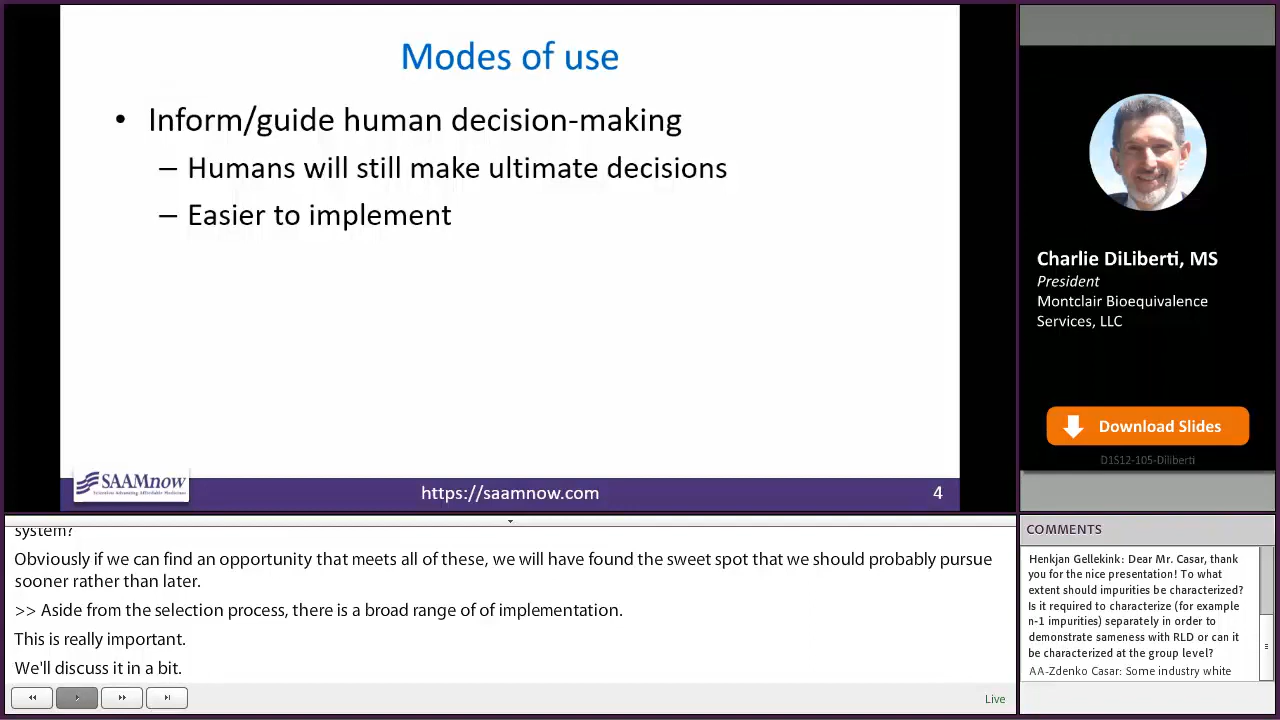 Modes of use
• Inform/guide human decision-making
– Humans will still make ultimate decisions
– Easier to implement
SAAMnow
Scientists Advancing Affordable Medicines
https://saamnow.com
4
Charlie DiLiberti, MS
President
Montclair Bioequivalence
Services, LLC
Download Slides
D1S12-105-Diliberti
system?
Obviously if we can find an opportunity that meets all of these, we will have found the sweet spot that we should probably pursue
sooner rather than later.
>> Aside from the selection process, there is a broad range of of implementation.
This is really important.
We'll discuss it in a bit.
Live
COMMENTS
Henkjan Gellekink: Dear Mr. Casar, thank
you for the nice presentation! To what
extent should impurities be characterized?
Is it required to characterize (for example
n-1 impurities) separately in order to
demonstrate sameness with RLD or can it
be characterized at the group level?
AA-Zdenko Casar: Some industry white